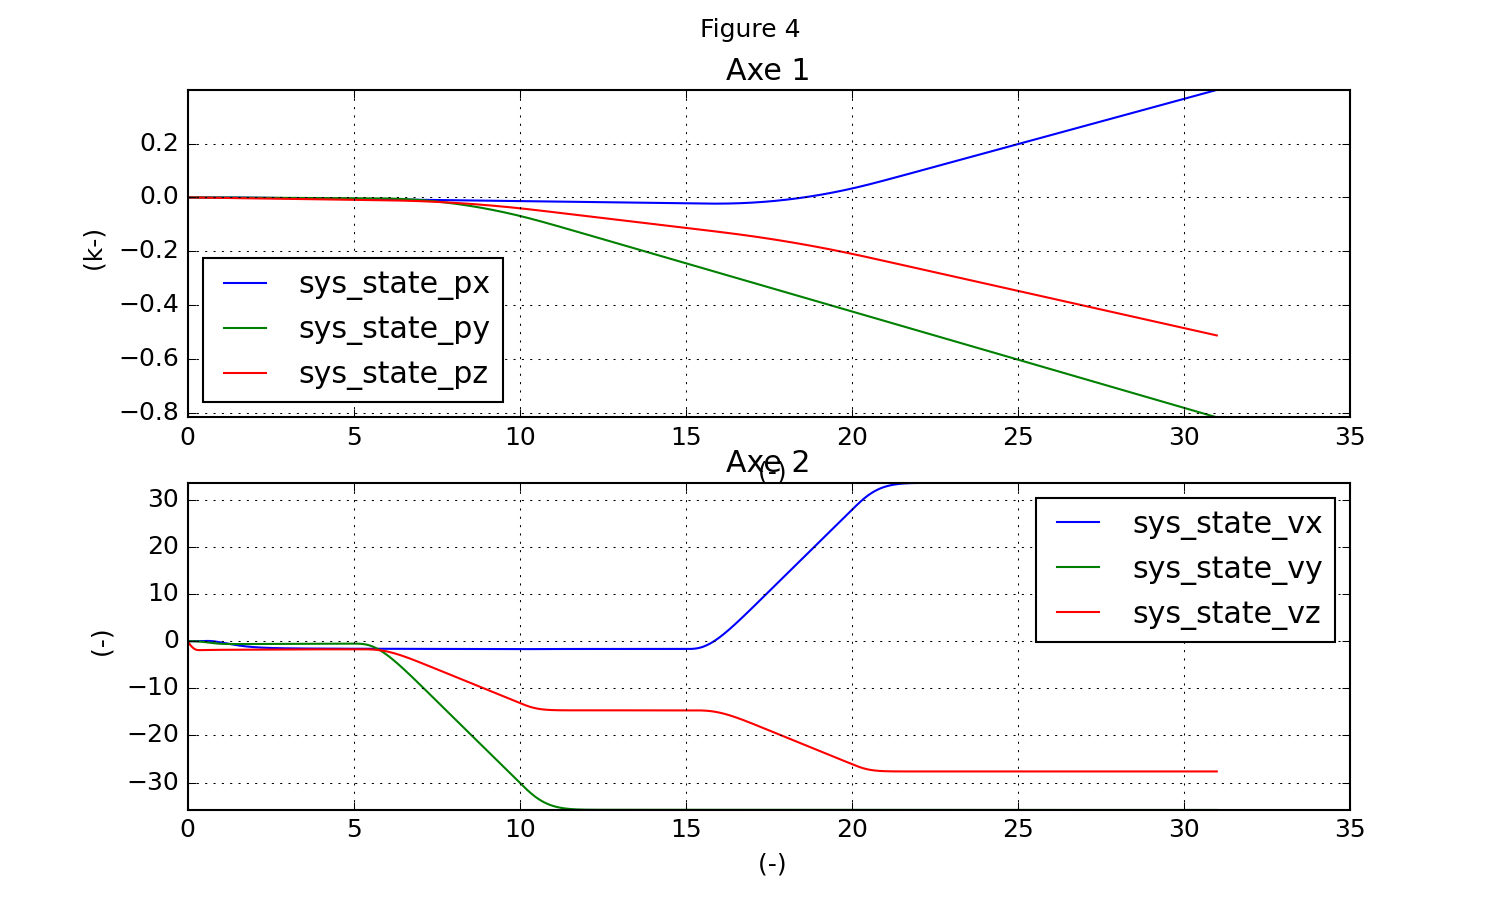 Figure 4
Axe 1
(k-)
0.2
0.0
−0.2
−0.4
−0.6
−0.8
sys_state_px
sys_state_py
sys_state_pz
0 5 10 15 20 25 30 35
(-)
Axe 2
(-)
30
20
10
0
−10
−20
−30
sys_state_vx
sys_state_vy
sys_state_vz
0 5 10 15 20 25 30 35
(-)